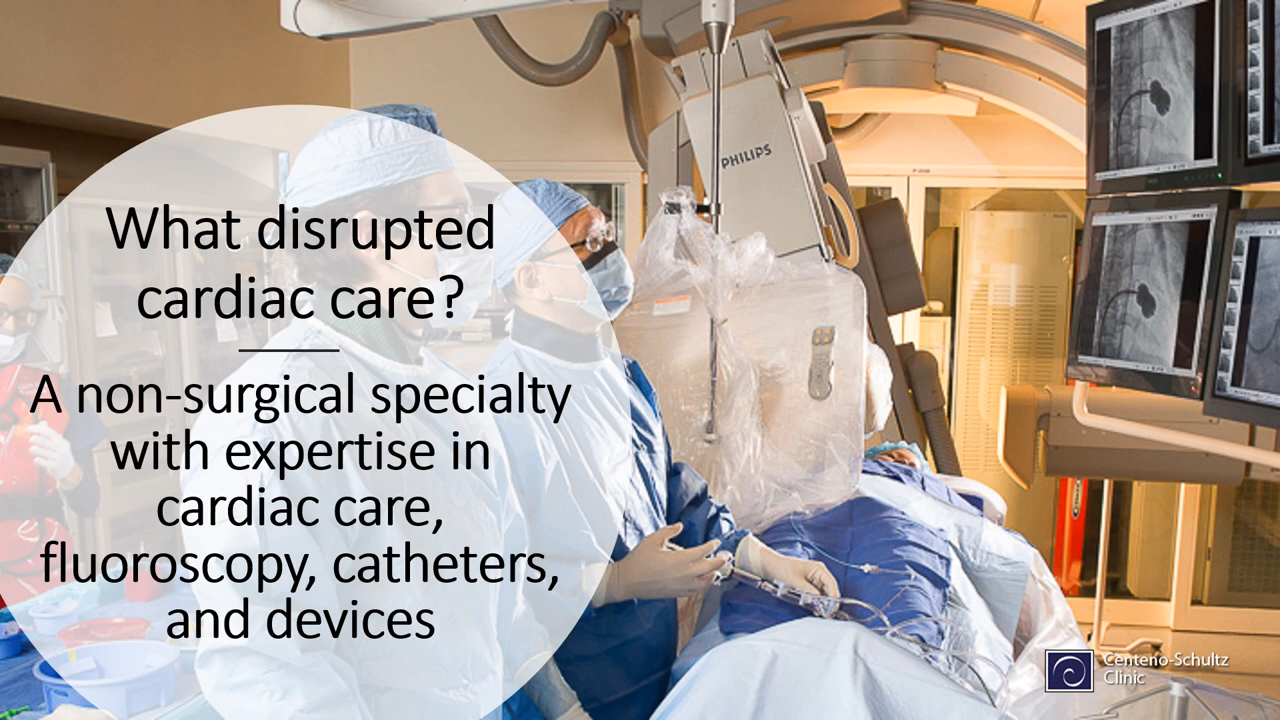 What disrupted
cardiac care?
A non-surgical specialty
with expertise in
cardiac care,
fluoroscopy, catheters,
and devices
PHILIPS
Centeno-Schultz
Clinic